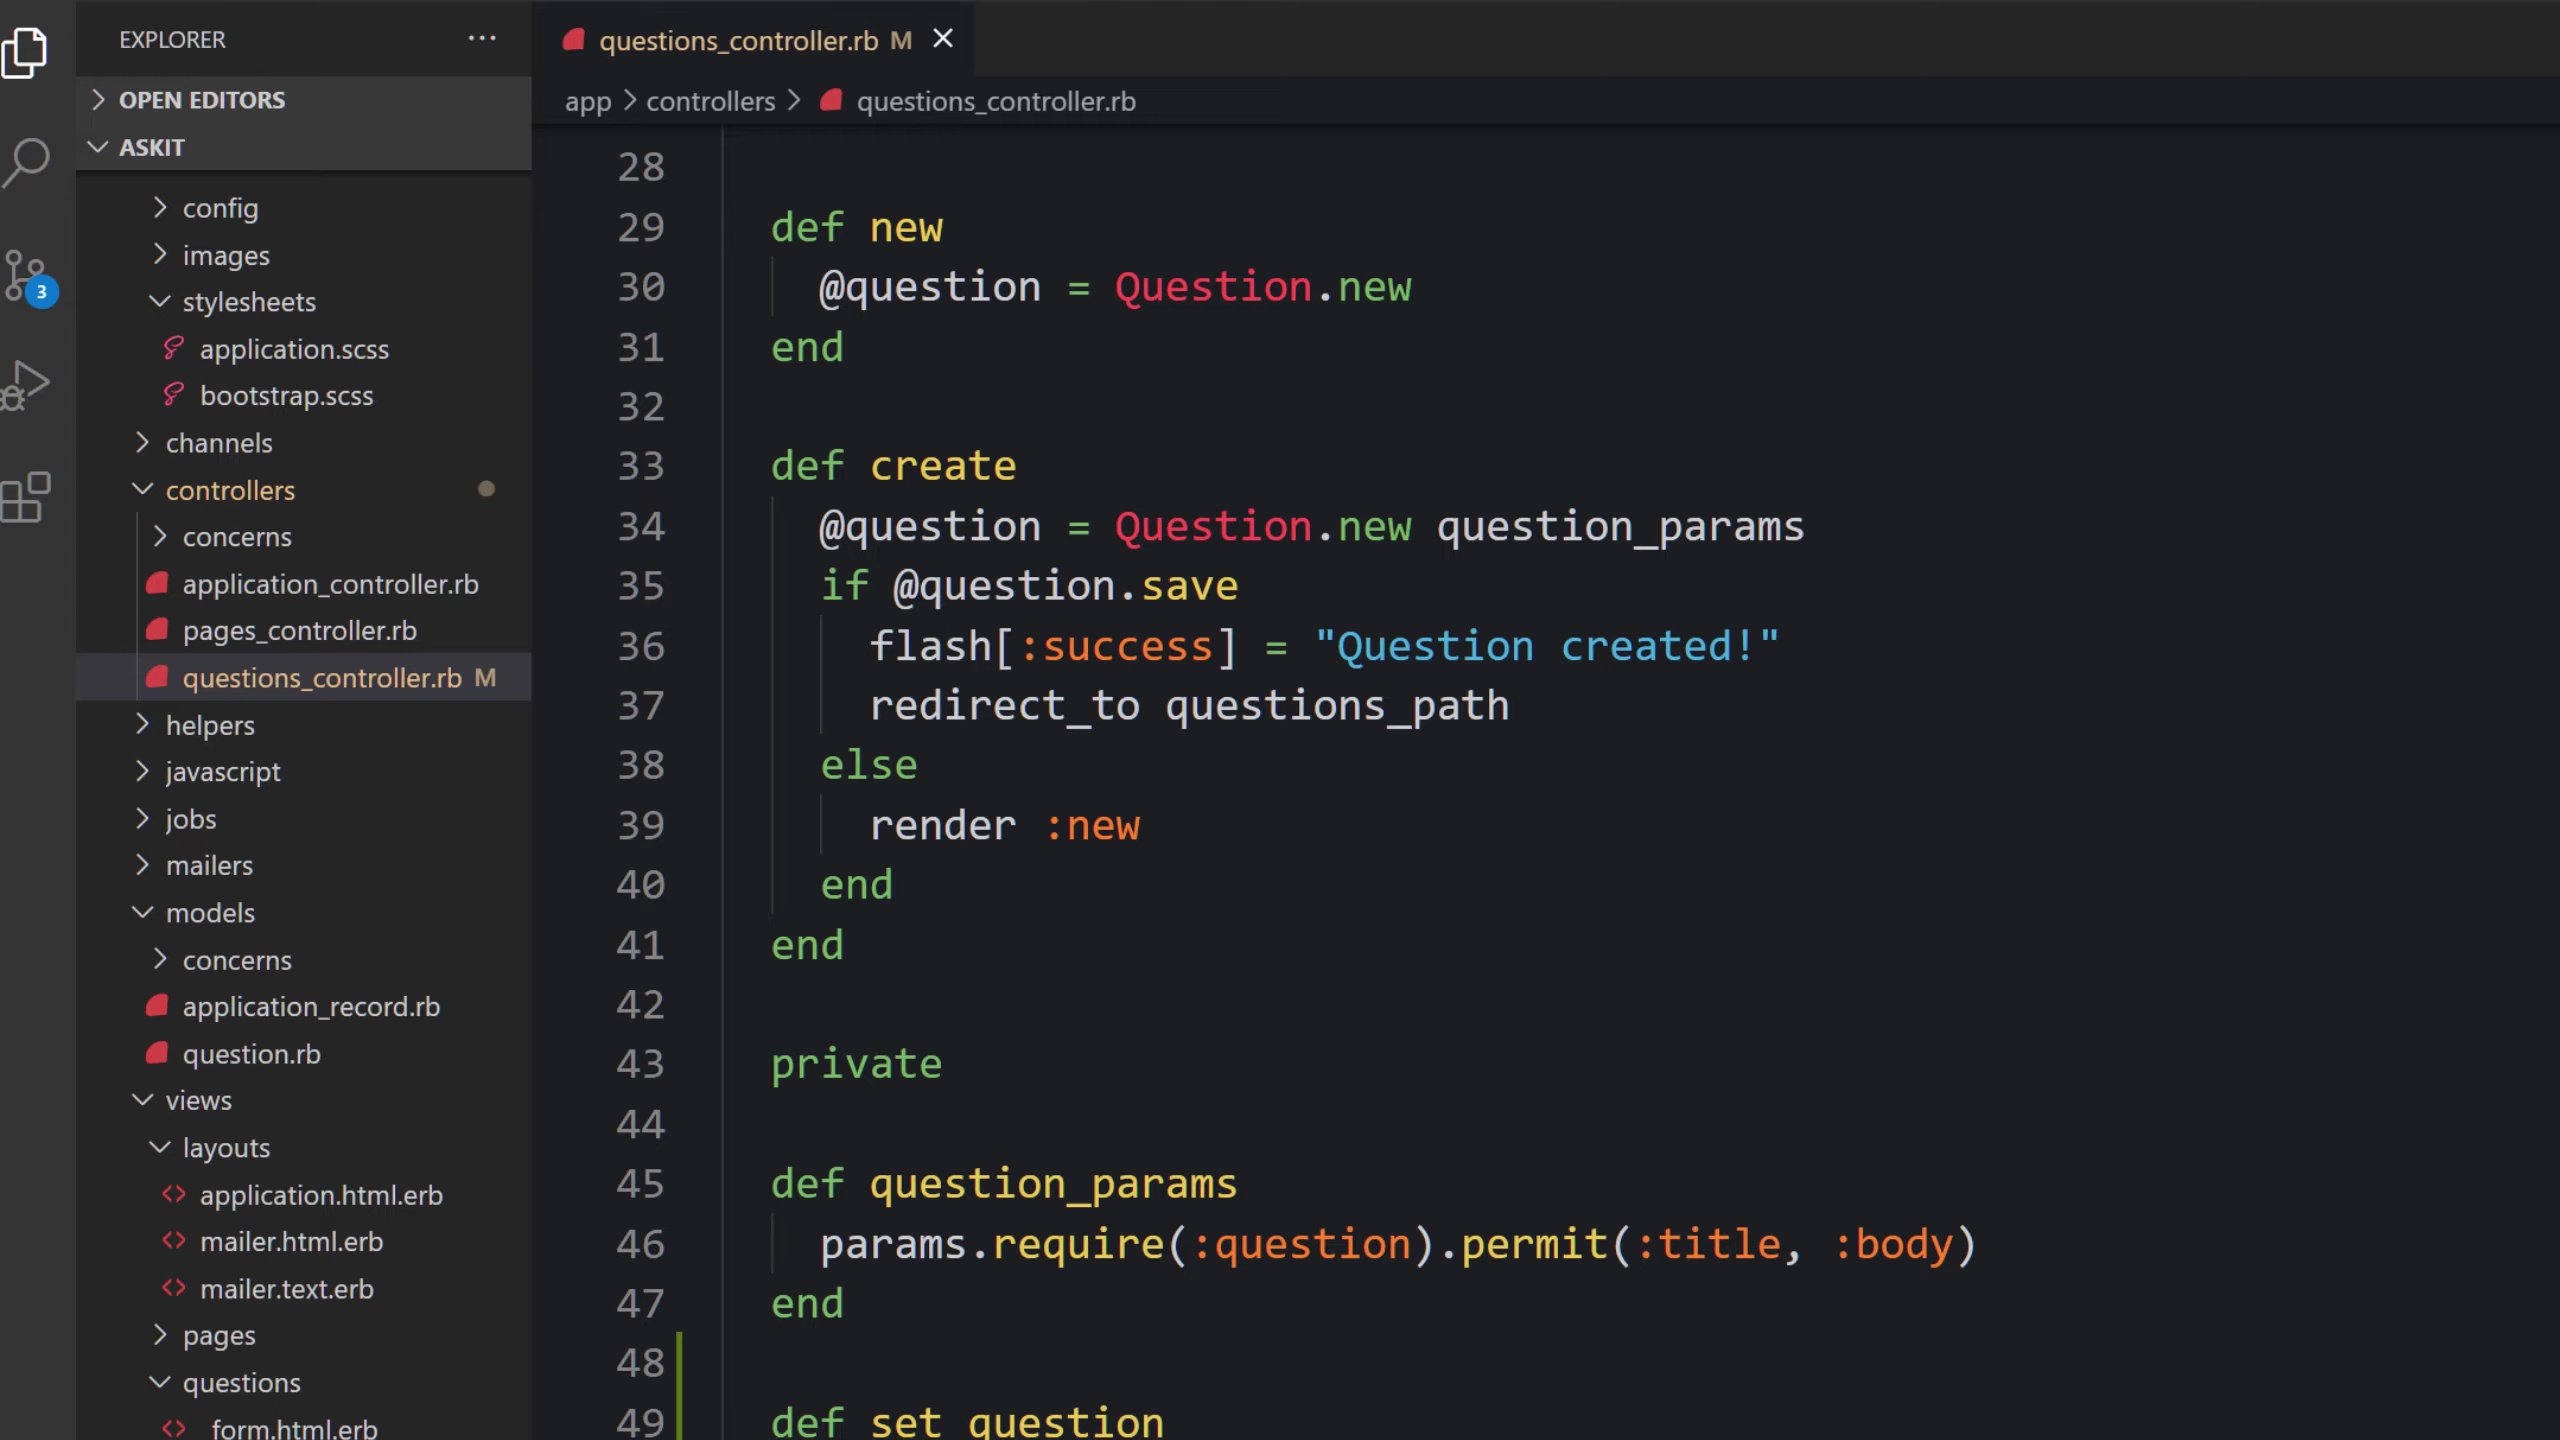 EXPLORER
OPEN EDITORS
ASKIT
config
images
stylesheets
application.scss
bootstrap.scss
channels
controllers
concerns
application_controller.rb
pages_controller.rb
questions_controller.rb M
helpers
javascript
jobs
mailers
models
concerns
application_record.rb
question.rb
views
layouts
application.html.erb
mailer.html.erb
mailer.text.erb
pages
questions
_form.html.erb
3
questions_controller.rb M
app > controllers > questions_controller.rb
28
29 def new
30 @question = Question.new
31 end
32
33 def create
34 @question = Question.new question_params
35 if @question.save
36 flash[:success] = "Question created!"
37 redirect_to questions_path
38 else
39 render :new
40 end
41 end
42
43 private
44
45 def question_params
46 params.require(:question).permit(:title, :body)
47 end
48
49 def set_question